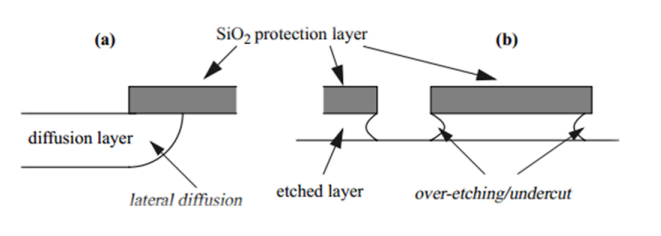 (a)
SiO2 protection layer
(b)
diffusion layer
lateral diffusion
etched layer
over-etching/undercut